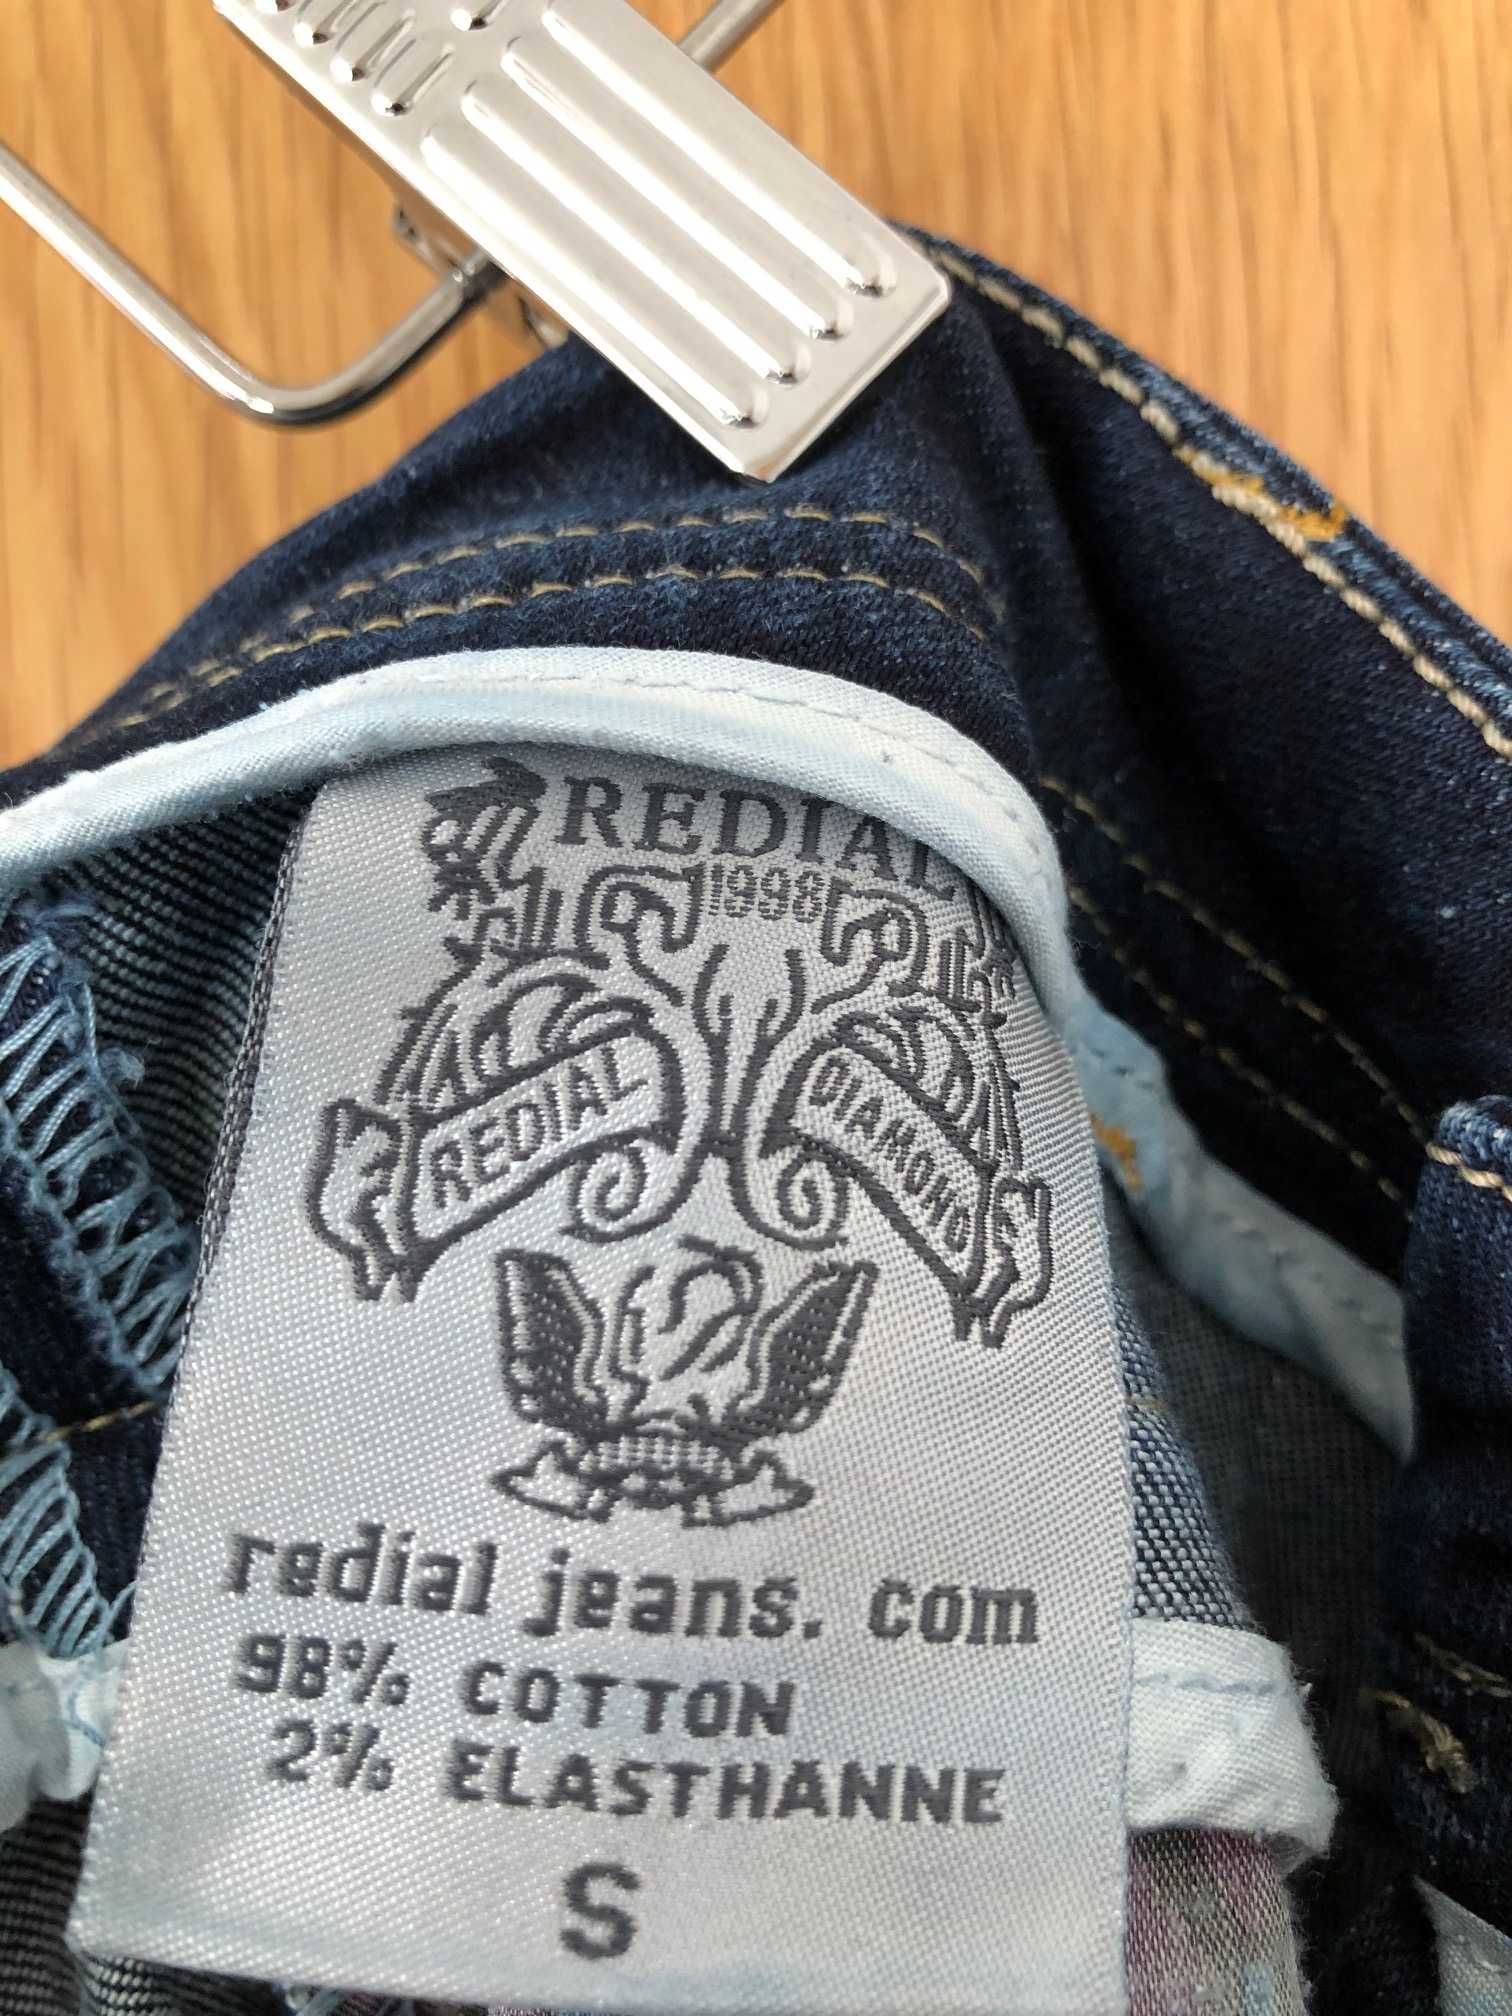 REDIAL
1998
REDIAL
DIAMOND
redial jeans. com
98% COTTON
2% ELASTHANNE
S